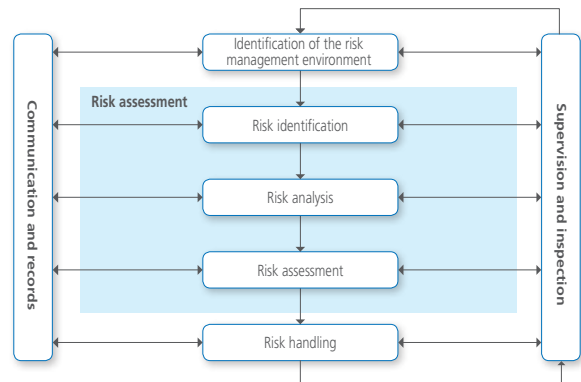 Identification of the risk
management environment
Risk assessment
Risk identification
Risk analysis
Risk assessment
Risk handling
Communication and records
Supervision and inspection